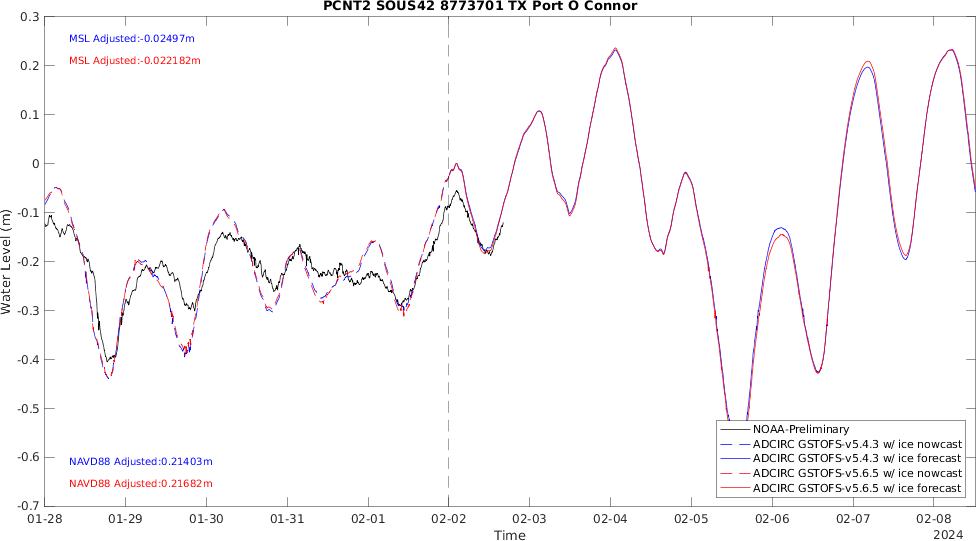 PCNT2 SOUS42 8773701 TX Port O Connor
MSL Adjusted:-0.02497m
MSL Adjusted:-0.022182m
0.3
0.2
0.1
0
-0.1
-0.2
-0.3
-0.4
-0.5
-0.6
-0.7
Water Level (m)
NAVD88 Adjusted:0.21403m
NAVD88 Adjusted:0.21682m
NOAA-Preliminary
ADCIRC GSTOFS-v5.4.3 w/ ice nowcast
ADCIRC GSTOFS-v5.4.3 w/ ice forecast
ADCIRC GSTOFS-v5.6.5 w/ ice nowcast
ADCIRC GSTOFS-v5.6.5 w/ ice forecast
01-28 01-29 01-30 01-31 02-01 02-02 02-03 02-04 02-05 02-06 02-07 02-08
Time
2024